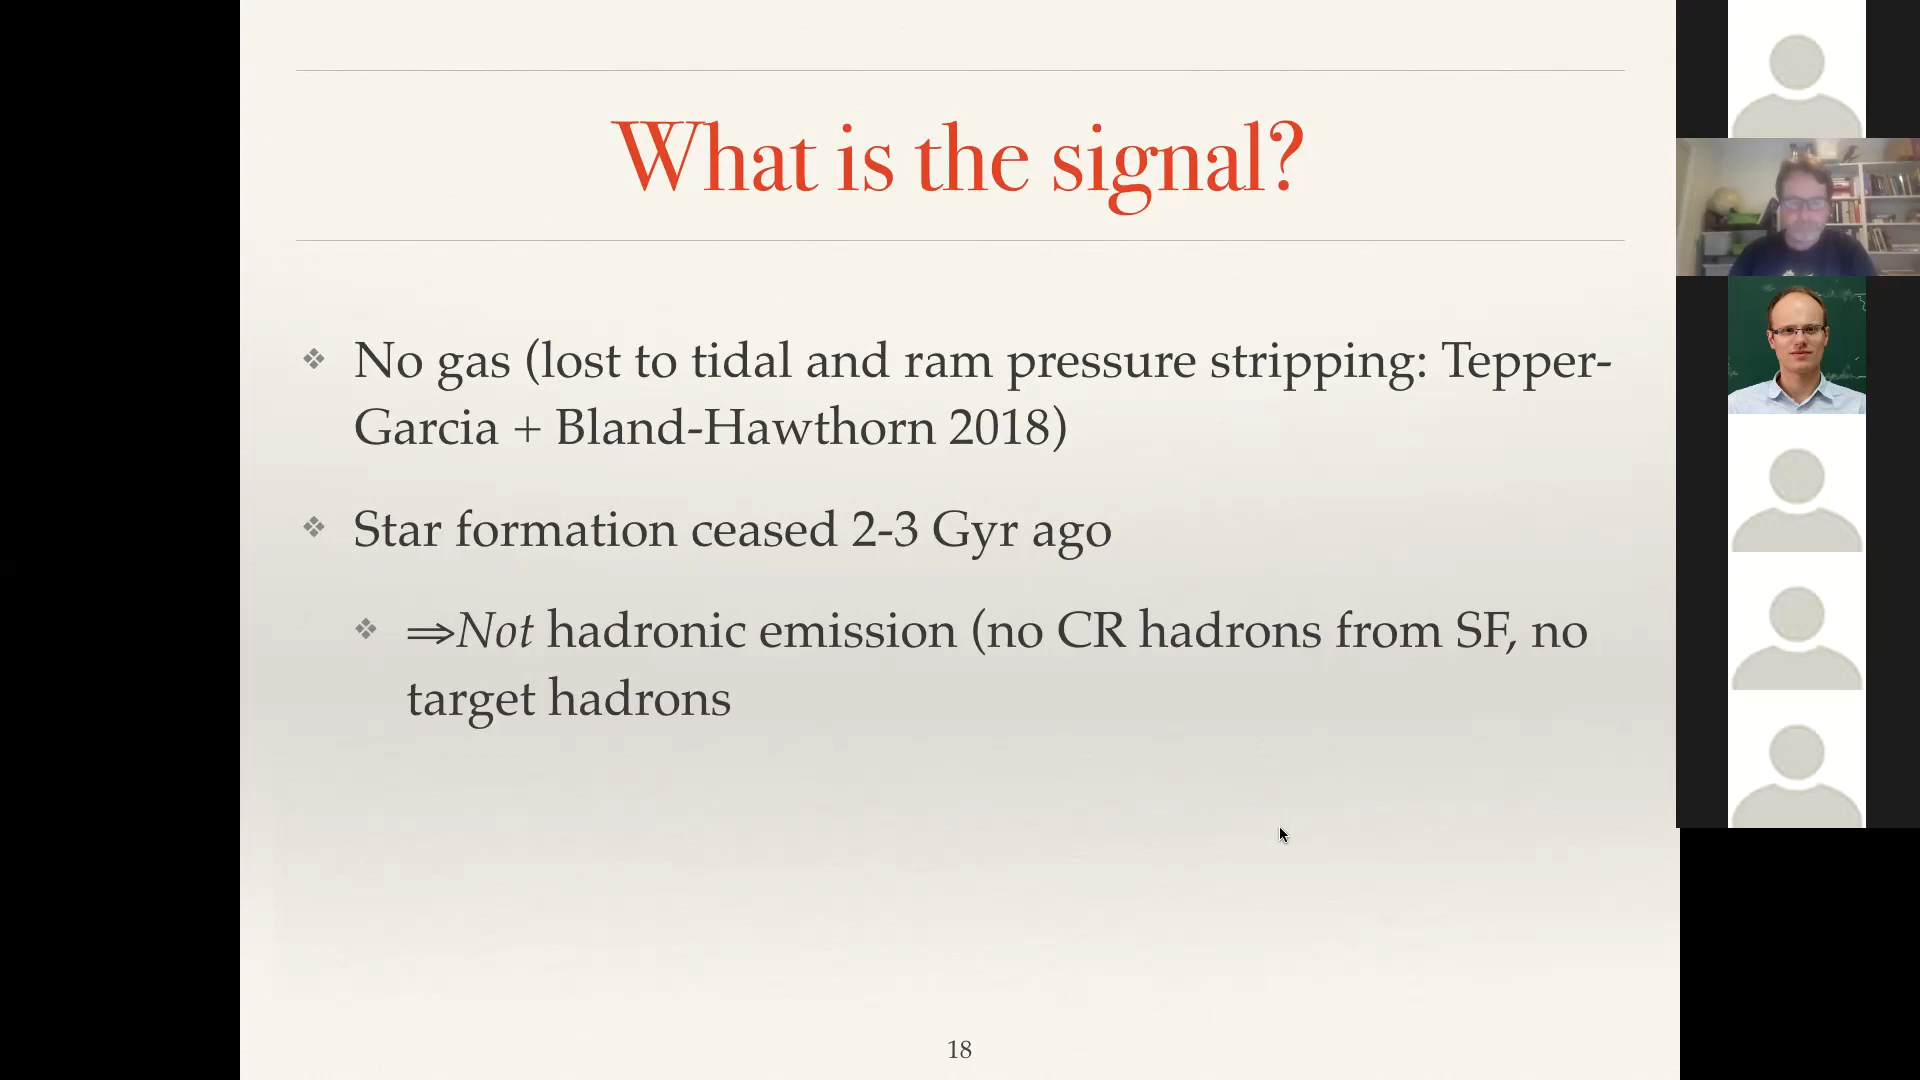 What is the signal?
No gas (lost to tidal and ram pressure stripping: Tepper-
Garcia + Bland-Hawthorn 2018)
Star formation ceased 2-3 Gyr ago
⇒Not hadronic emission (no CR hadrons from SF, no
target hadrons
18